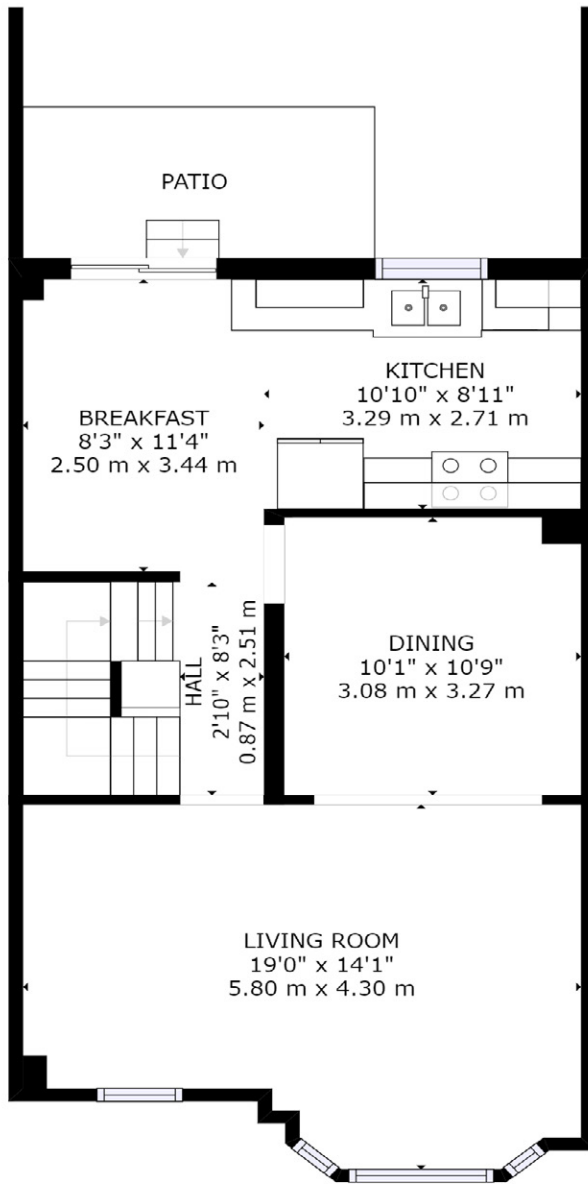 PATIO
KITCHEN
10'10" x 8'11"
3.29 m x 2.71 m
BREAKFAST
8'3" x 11'4"
2.50 m x 3.44 m
HALL
2'10" x 8'3"
0.87 m x 2.51 m
DINING
10'1" x 10'9"
3.08 m x 3.27 m
LIVING ROOM
19'0" x 14'1"
5.80 m x 4.30 m